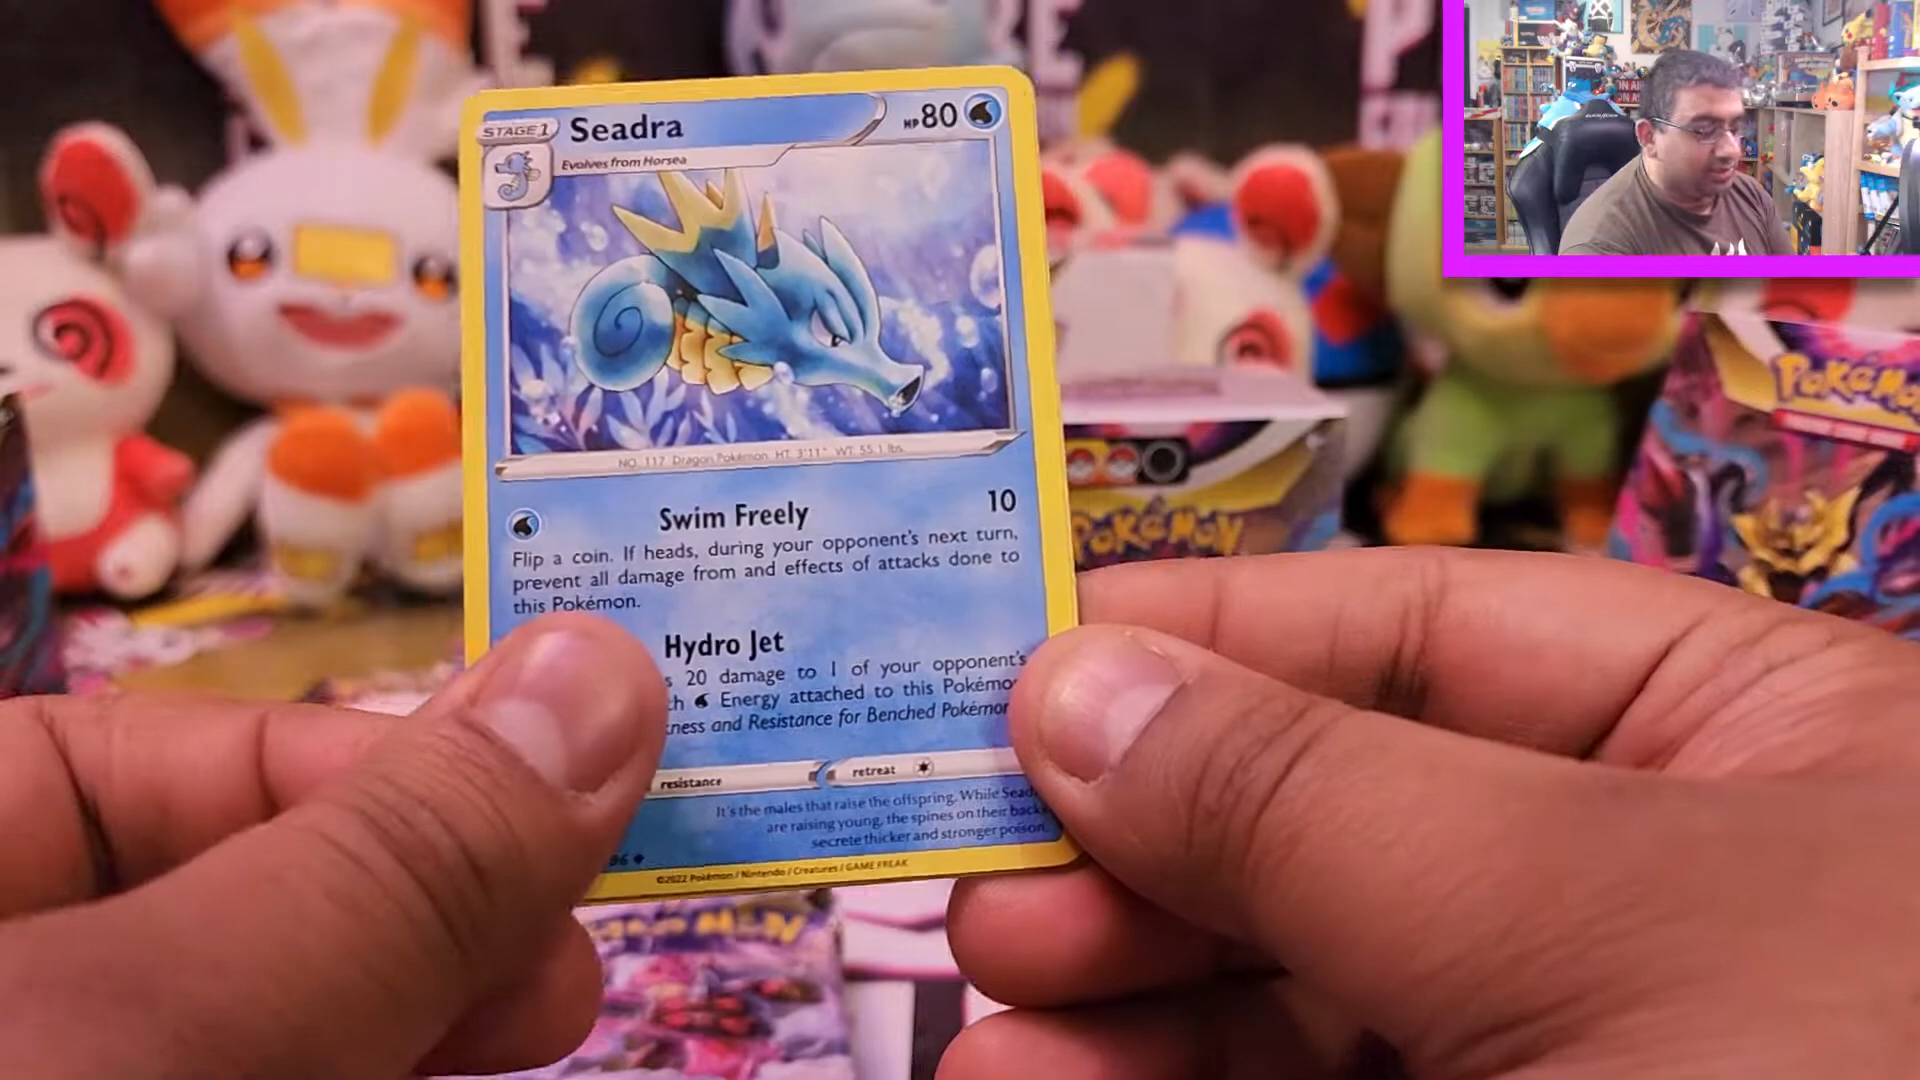 STAGE 1 Seadra HP 80
Evolves from Horsea
NO. 117 Dragon Pokémon HT. 3'11" WT. 55.1 lbs.
Swim Freely 10
Flip a coin. If heads, during your opponent's next turn,
prevent all damage from and effects of attacks done to
this Pokémon.
Hydro Jet
20 damage to 1 of your opponent's
Energy attached to this
and Resistance for Benched
resistance retreat
It's the males that raise the offspring. While
are raising young, the spines on their
secrete thicker and stronger poison.
96
©2022 Pokémon / Nintendo / Creatures / GAME FREAK
POKéMON
POKéMON